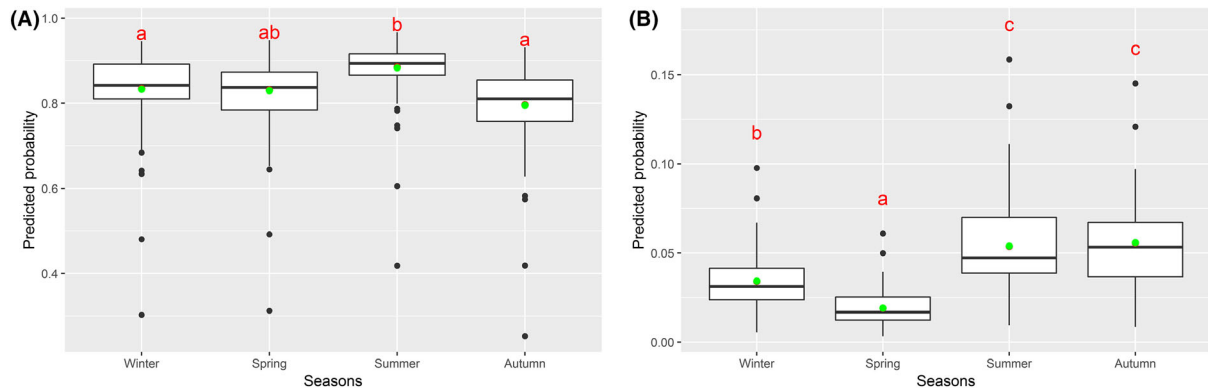 (A)
1.0
0.8
0.6
0.4
Predicted probability
a
ab
b
a
Winter
Spring
Summer
Autumn
Seasons
(B)
0.15
0.10
0.05
0.00
Predicted probability
b
a
c
c
Winter
Spring
Summer
Autumn
Seasons